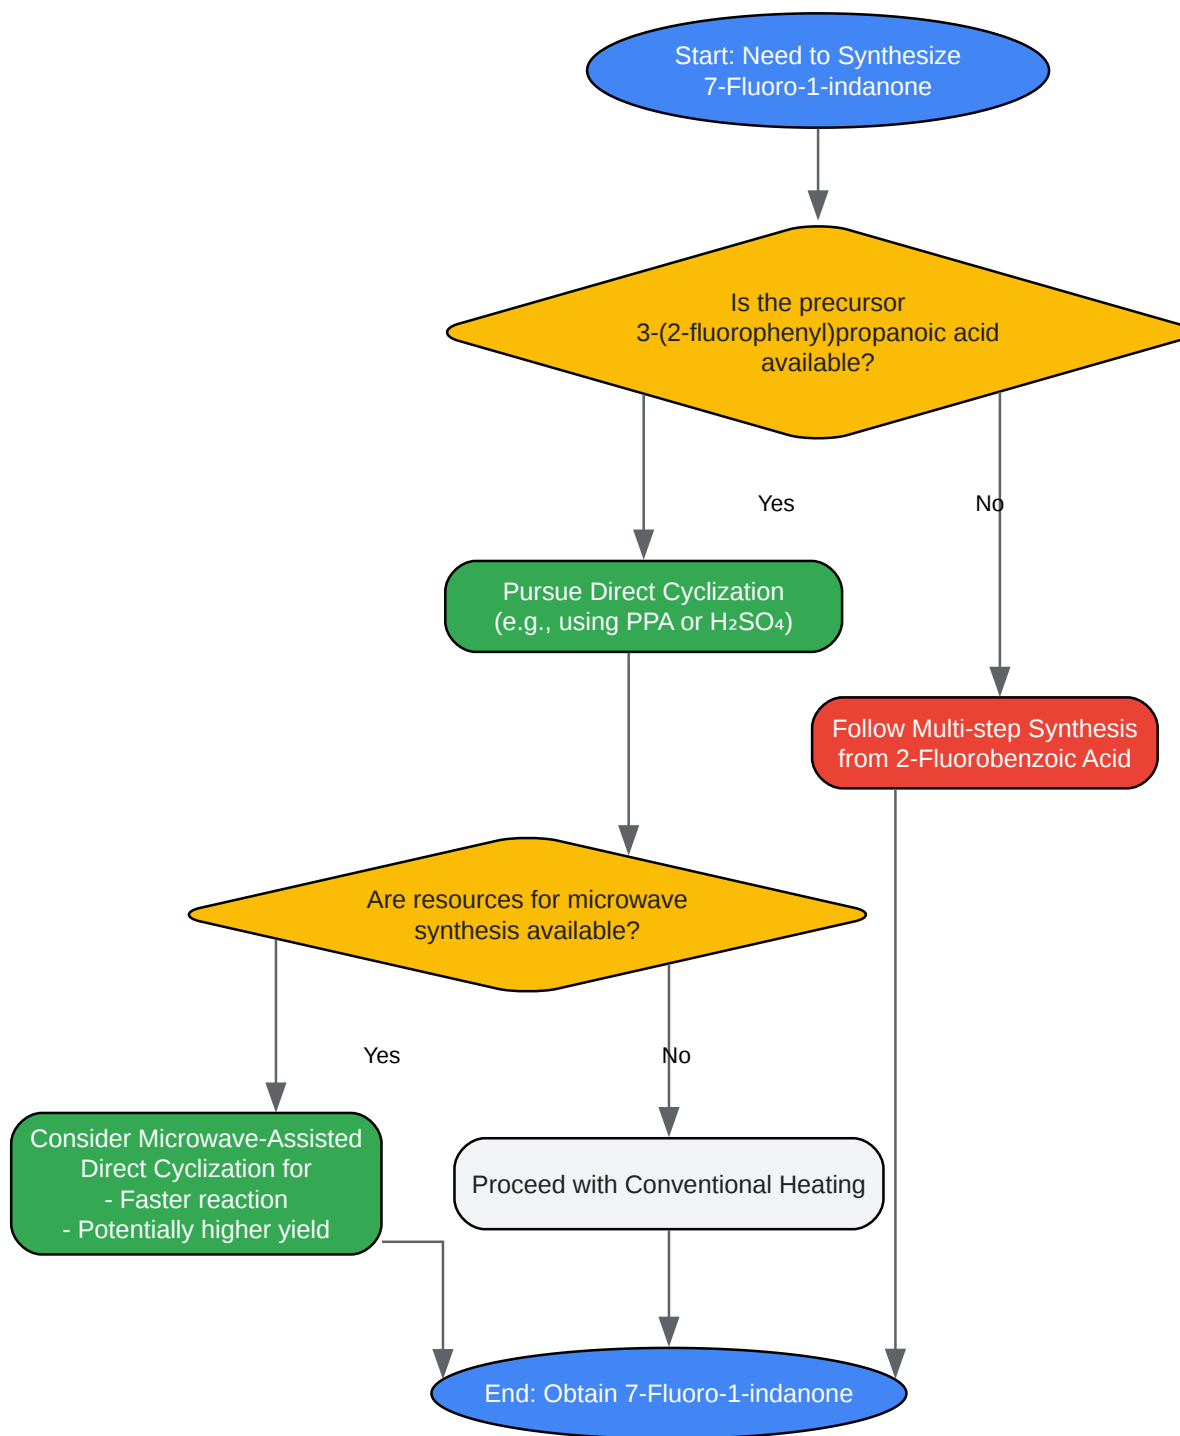 Start: Need to Synthesize
7-Fluoro-1-indanone
Is the precursor
3-(2-fluorophenyl)propanoic acid
available?
Yes
No
Pursue Direct Cyclization
(e.g., using PPA or H₂SO₄)
Follow Multi-step Synthesis
from 2-Fluorobenzoic Acid
Are resources for microwave
synthesis available?
Yes
No
Consider Microwave-Assisted
Direct Cyclization for
- Faster reaction
- Potentially higher yield
Proceed with Conventional Heating
End: Obtain 7-Fluoro-1-indanone